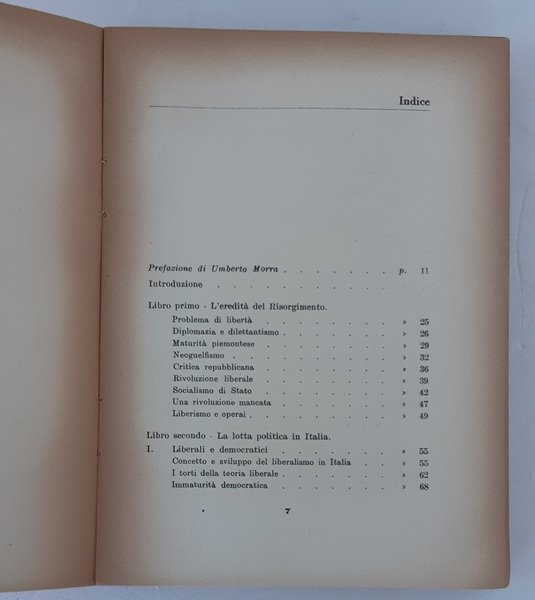 Indice
Prefazione di Umberto Morra . . . . . . . p. 11
Introduzione . . . . . . . . . .
Libro primo - L'eredità del Risorgimento.
Problema di libertà . . . . . . » 25
Diplomazia e dilettantismo . . . . . . » 26
Maturità piemontese . . . . . . » 29
Neoguelfismo . . . . . . . » 32
Critica repubblicana . . . . . . » 36
Rivoluzione liberale . . . . . . » 39
Socialismo di Stato . . . . . . » 42
Una rivoluzione mancata . . . . . . » 47
Liberismo e operai . . . . . . » 49
Libro secondo - La lotta politica in Italia.
I. Liberali e democratici . . . . . . » 55
Concetto e sviluppo del liberalismo in Italia . . » 55
I torti della teoria liberale . . . . . » 62
Immaturità democratica . . . . . . » 68
7